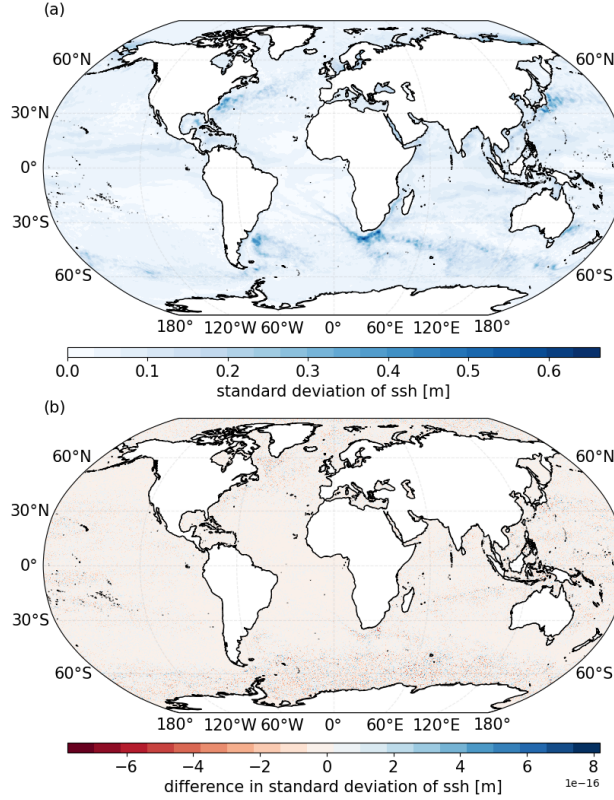 (a)
60°N 60°N
30°N 30°N
0° 0°
30°S 30°S
60°S 60°S
180° 120°W 60°W 0° 60°E 120°E 180°
0.0 0.1 0.2 0.3 0.4 0.5 0.6
standard deviation of ssh [m]
(b)
60°N 60°N
30°N 30°N
0° 0°
30°S 30°S
60°S 60°S
180° 120°W 60°W 0° 60°E 120°E 180°
−6 −4 −2 0 2 4 6 8
1e−16
difference in standard deviation of ssh [m]